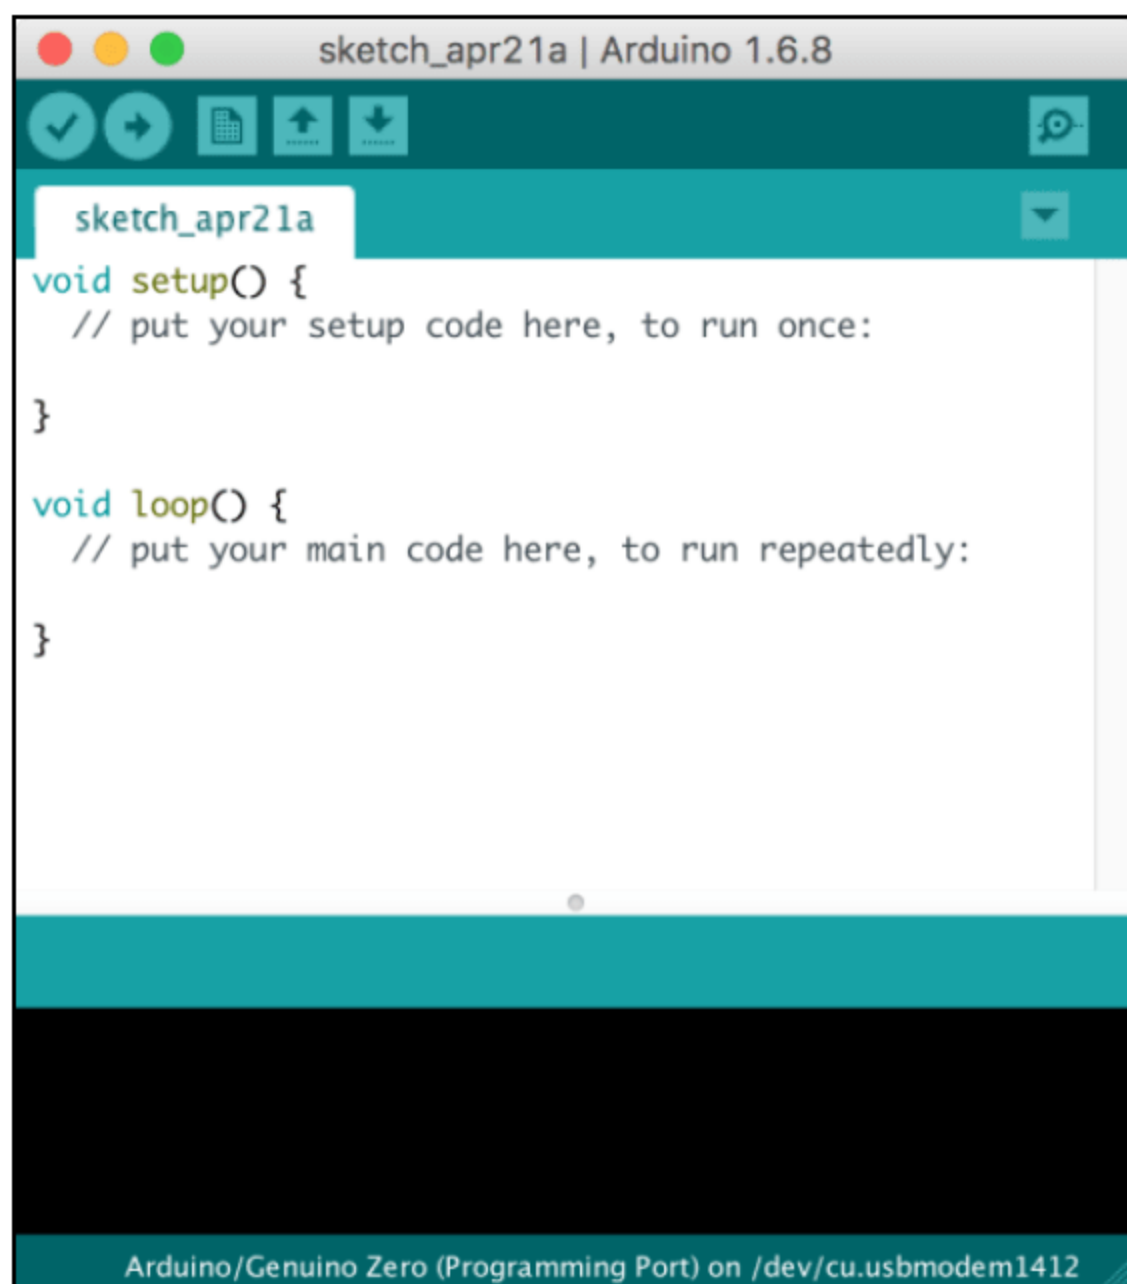 sketch_apr21a | Arduino 1.6.8
sketch_apr21a
void setup() {
  // put your setup code here, to run once:
}
void loop() {
  // put your main code here, to run repeatedly:
}
Arduino/Genuino Zero (Programming Port) on /dev/cu.usbmodem1412